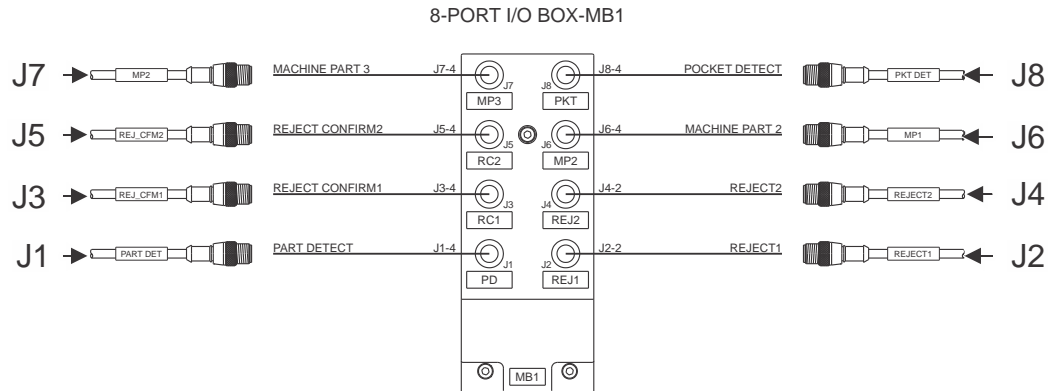 8-PORT I/O BOX-MB1
J7 MP2 MACHINE PART 3 J7-4 J7 J8 J8-4 POCKET DETECT PKT DET J8
MP3 PKT
J5 REJ_CFM2 REJECT CONFIRM2 J5-4 J5 J6 J6-4 MACHINE PART 2 MP1 J6
RC2 MP2
J3 REJ_CFM1 REJECT CONFIRM1 J3-4 J3 J4 J4-2 REJECT2 REJECT2 J4
RC1 REJ2
J1 PART DET PART DETECT J1-4 J1 J2 J2-2 REJECT1 REJECT1 J2
PD REJ1
MB1